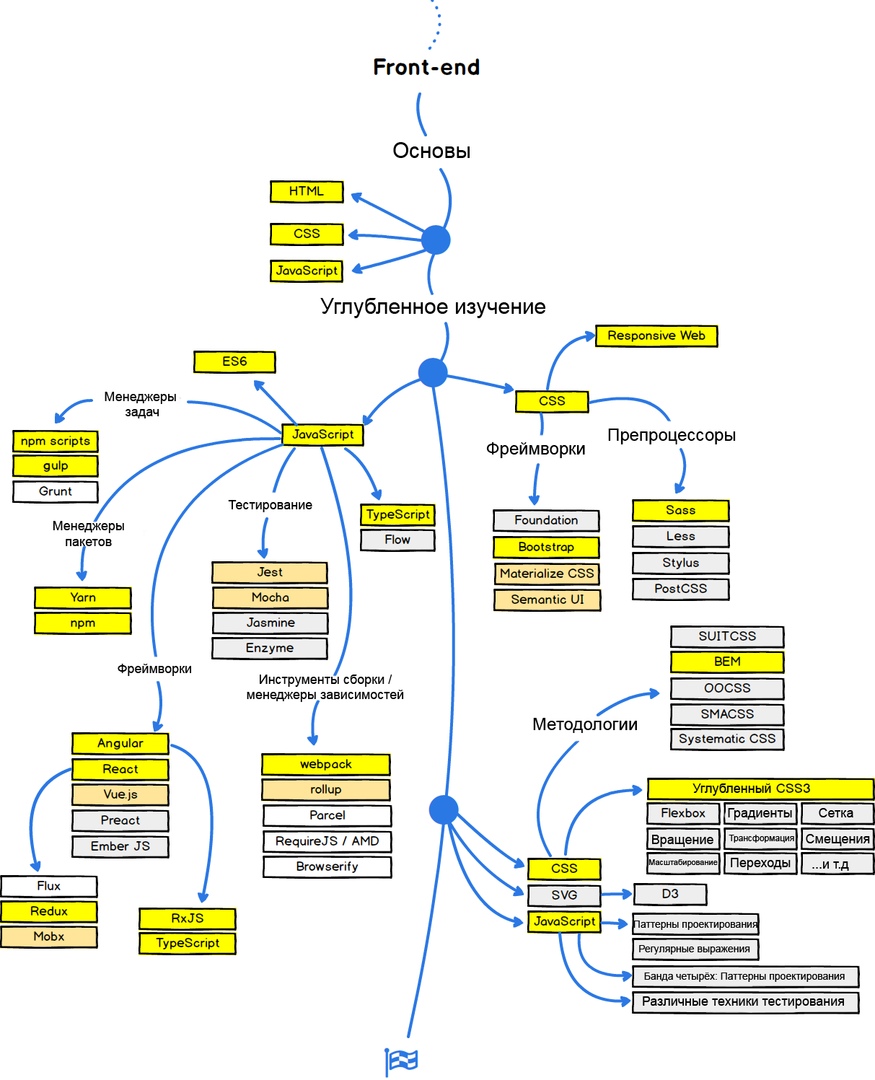 Front-end
Основы
HTML
CSS
JavaScript
Углубленное изучение
ES6
Менеджеры
задач
npm scripts
gulp
Grunt
JavaScript
Менеджеры
пакетов
Yarn
npm
Тестирование
Jest
Mocha
Jasmine
Enzyme
TypeScript
Flow
Фреймворки
Angular
React
Vue.js
Preact
Ember JS
Flux
Redux
Mobx
RxJS
TypeScript
Инструменты сборки /
менеджеры зависимостей
webpack
rollup
Parcel
RequireJS / AMD
Browserify
Responsive Web
CSS
Фреймворки
Foundation
Bootstrap
Materialize CSS
Semantic UI
Препроцессоры
Sass
Less
Stylus
PostCSS
Методологии
SUITCSS
BEM
OOCSS
SMACSS
Systematic CSS
Углубленный CSS3
Flexbox Градиенты Сетка
Вращение Трансформация Смещения
Масштабирование Переходы ...и т.д
CSS
SVG
D3
JavaScript
Паттерны проектирования
Регулярные выражения
Банда четырёх: Паттерны проектирования
Различные техники тестирования